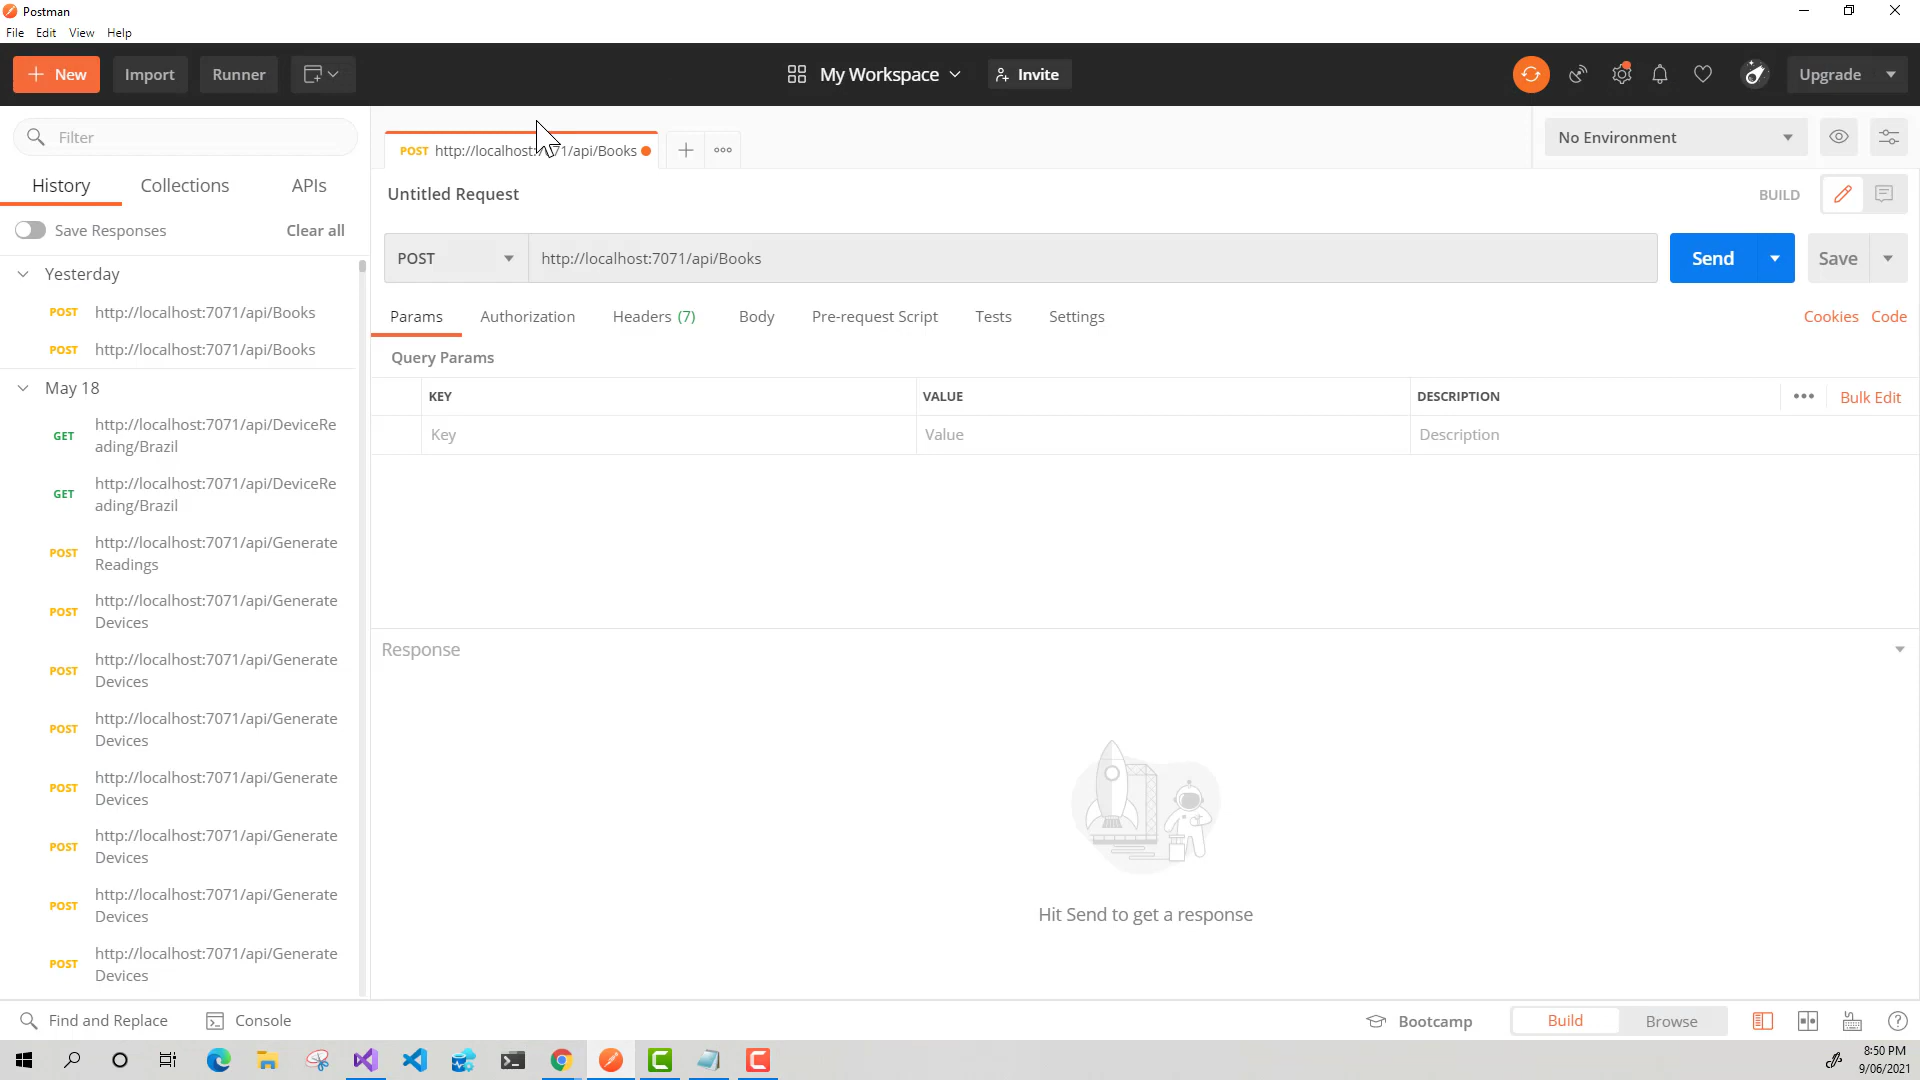 Postman
File Edit View Help
New Import Runner My Workspace Invite Upgrade
Filter
History Collections APIs
Save Responses Clear all
Yesterday
POST http://localhost:7071/api/Books
POST http://localhost:7071/api/Books
May 18
GET http://localhost:7071/api/DeviceRe
ading/Brazil
GET http://localhost:7071/api/DeviceRe
ading/Brazil
POST http://localhost:7071/api/Generate
Readings
POST http://localhost:7071/api/Generate
Devices
POST http://localhost:7071/api/Generate
Devices
POST http://localhost:7071/api/Generate
Devices
POST http://localhost:7071/api/Generate
Devices
POST http://localhost:7071/api/Generate
Devices
POST http://localhost:7071/api/Generate
Devices
POST http://localhost:7071/api/Generate
Devices
POST http://localhost:7071/api/Books
No Environment
Untitled Request
BUILD
POST http://localhost:7071/api/Books Send Save
Params Authorization Headers (7) Body Pre-request Script Tests Settings Cookies Code
Query Params
KEY VALUE DESCRIPTION Bulk Edit
Key Value Description
Response
Hit Send to get a response
Find and Replace Console Bootcamp Build Browse
8:50 PM
9/06/2021